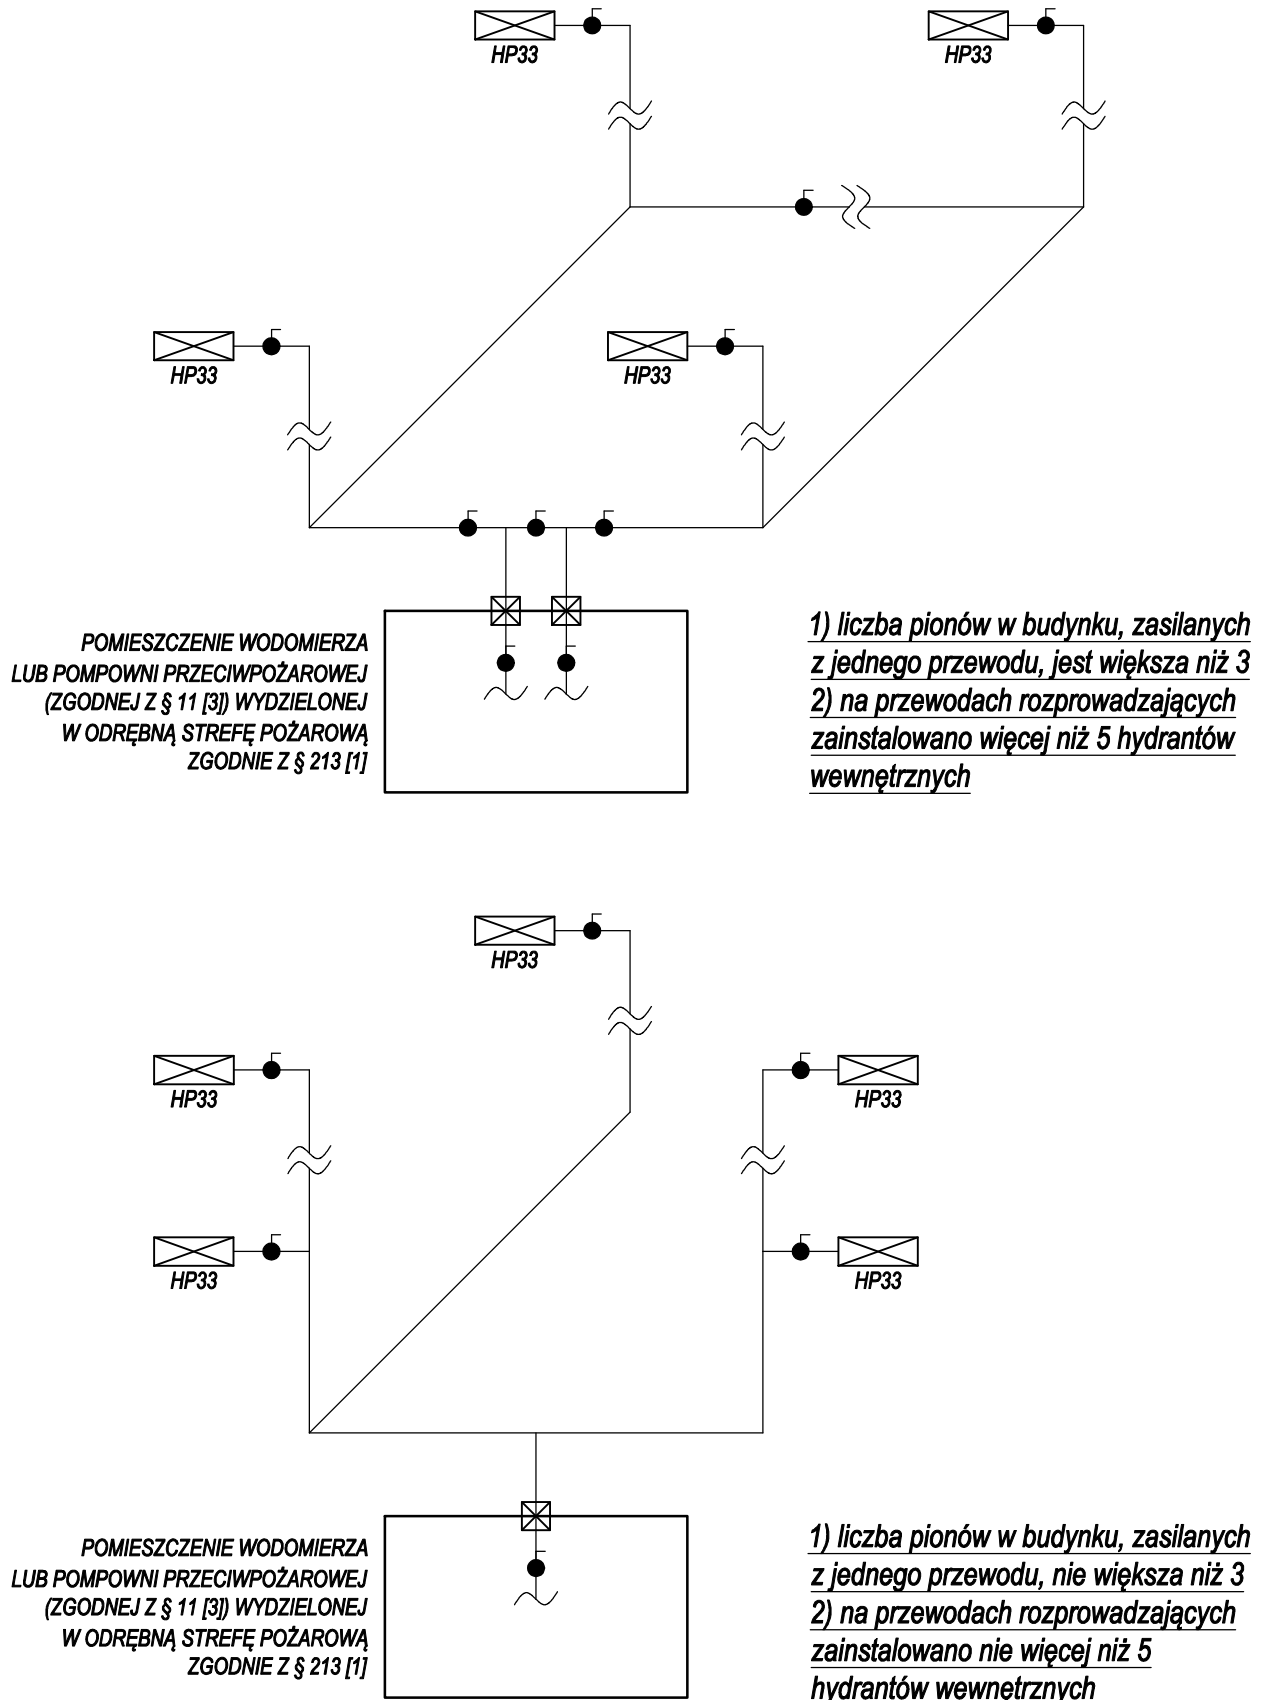 HP33
HP33
HP33
HP33
POMIESZCZENIE WODOMIERZA
LUB POMPOWNI PRZECIWPOŻAROWEJ
(ZGODNEJ Z § 11 [3]) WYDZIELONEJ
W ODRĘBNĄ STREFĘ POŻAROWĄ
ZGODNIE Z § 213 [1]
1) liczba pionów w budynku, zasilanych
z jednego przewodu, jest większa niż 3
2) na przewodach rozprowadzających
zainstalowano więcej niż 5 hydrantów
wewnętrznych
HP33
HP33
HP33
HP33
HP33
POMIESZCZENIE WODOMIERZA
LUB POMPOWNI PRZECIWPOŻAROWEJ
(ZGODNEJ Z § 11 [3]) WYDZIELONEJ
W ODRĘBNĄ STREFĘ POŻAROWĄ
ZGODNIE Z § 213 [1]
1) liczba pionów w budynku, zasilanych
z jednego przewodu, nie większa niż 3
2) na przewodach rozprowadzających
zainstalowano nie więcej niż 5
hydrantów wewnętrznych